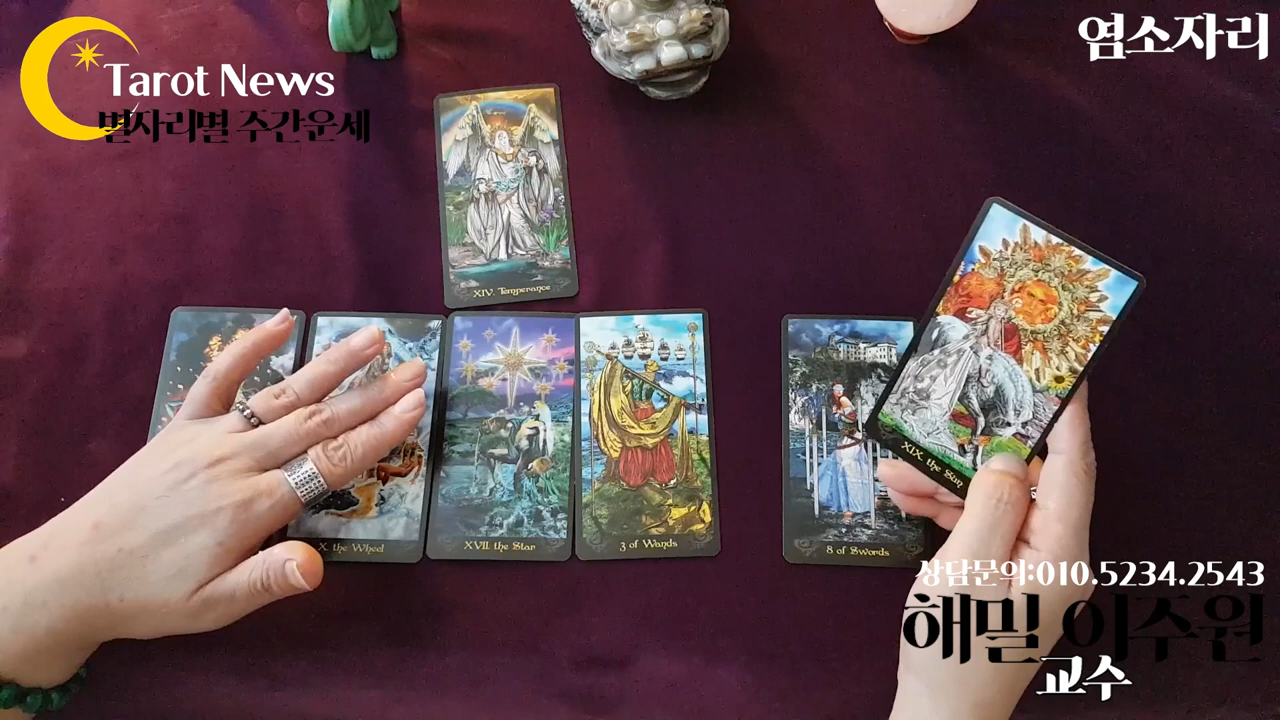 염소자리
Tarot News
별자리별 주간운세
XIV. Temperance
XIX. the Sun
X. the Wheel
XVII. the Star
3 of Wands
8 of Swords
상담문의:010.5234.2543
해밀 이주원
교수